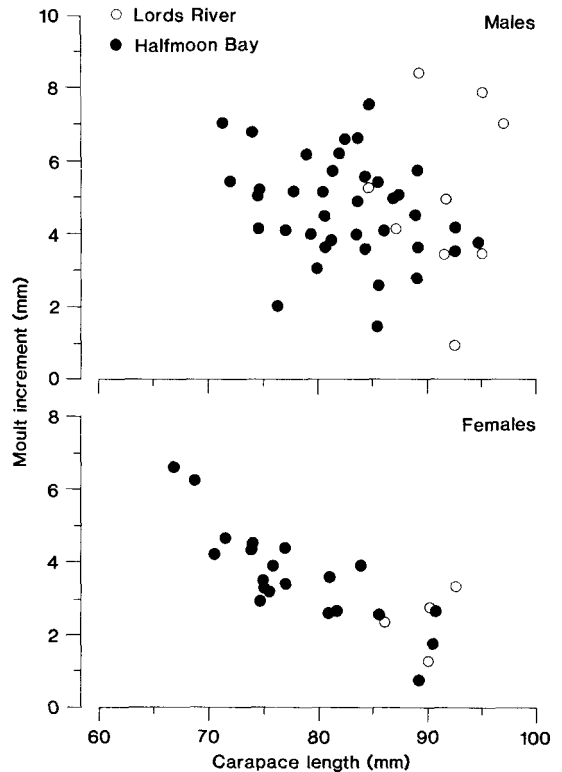 10
Lords River
Males
Halfmoon Bay
8
6
4
2
0
Moult increment (mm)
8
Females
6
4
2
0
60 70 80 90 100
Carapace length (mm)